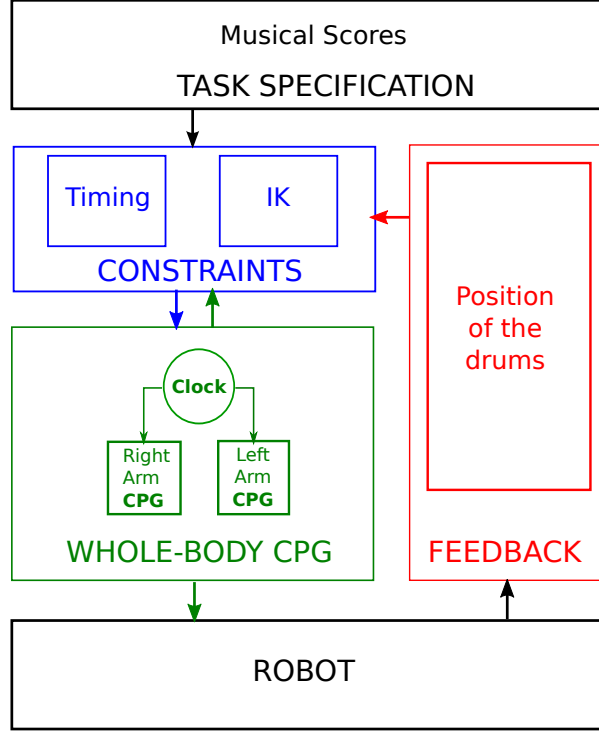 Musical Scores
TASK SPECIFICATION
Timing
IK
CONSTRAINTS
Position
of the
drums
FEEDBACK
Clock
Right
Arm
CPG
Left
Arm
CPG
WHOLE-BODY CPG
ROBOT